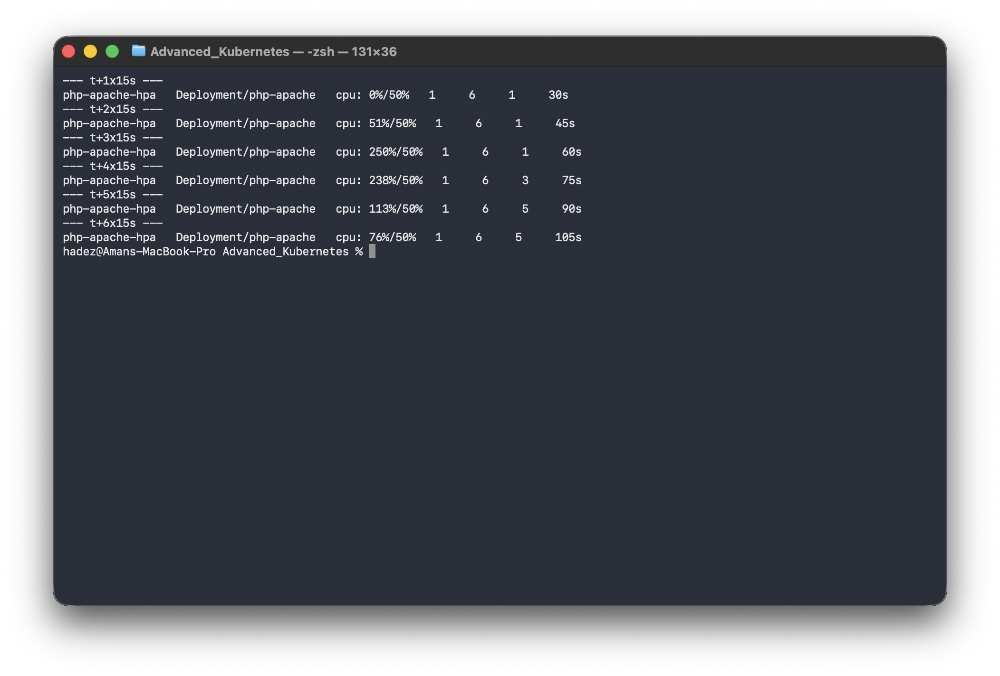 Advanced_Kubernetes — -zsh — 131×36
--- t+1x15s ---
php-apache-hpa   Deployment/php-apache   cpu: 0%/50%   1     6     1     30s
--- t+2x15s ---
php-apache-hpa   Deployment/php-apache   cpu: 51%/50%   1     6     1     45s
--- t+3x15s ---
php-apache-hpa   Deployment/php-apache   cpu: 250%/50%   1     6     1     60s
--- t+4x15s ---
php-apache-hpa   Deployment/php-apache   cpu: 238%/50%   1     6     3     75s
--- t+5x15s ---
php-apache-hpa   Deployment/php-apache   cpu: 113%/50%   1     6     5     90s
--- t+6x15s ---
php-apache-hpa   Deployment/php-apache   cpu: 76%/50%   1     6     5     105s
hadez@Amans-MacBook-Pro Advanced_Kubernetes %